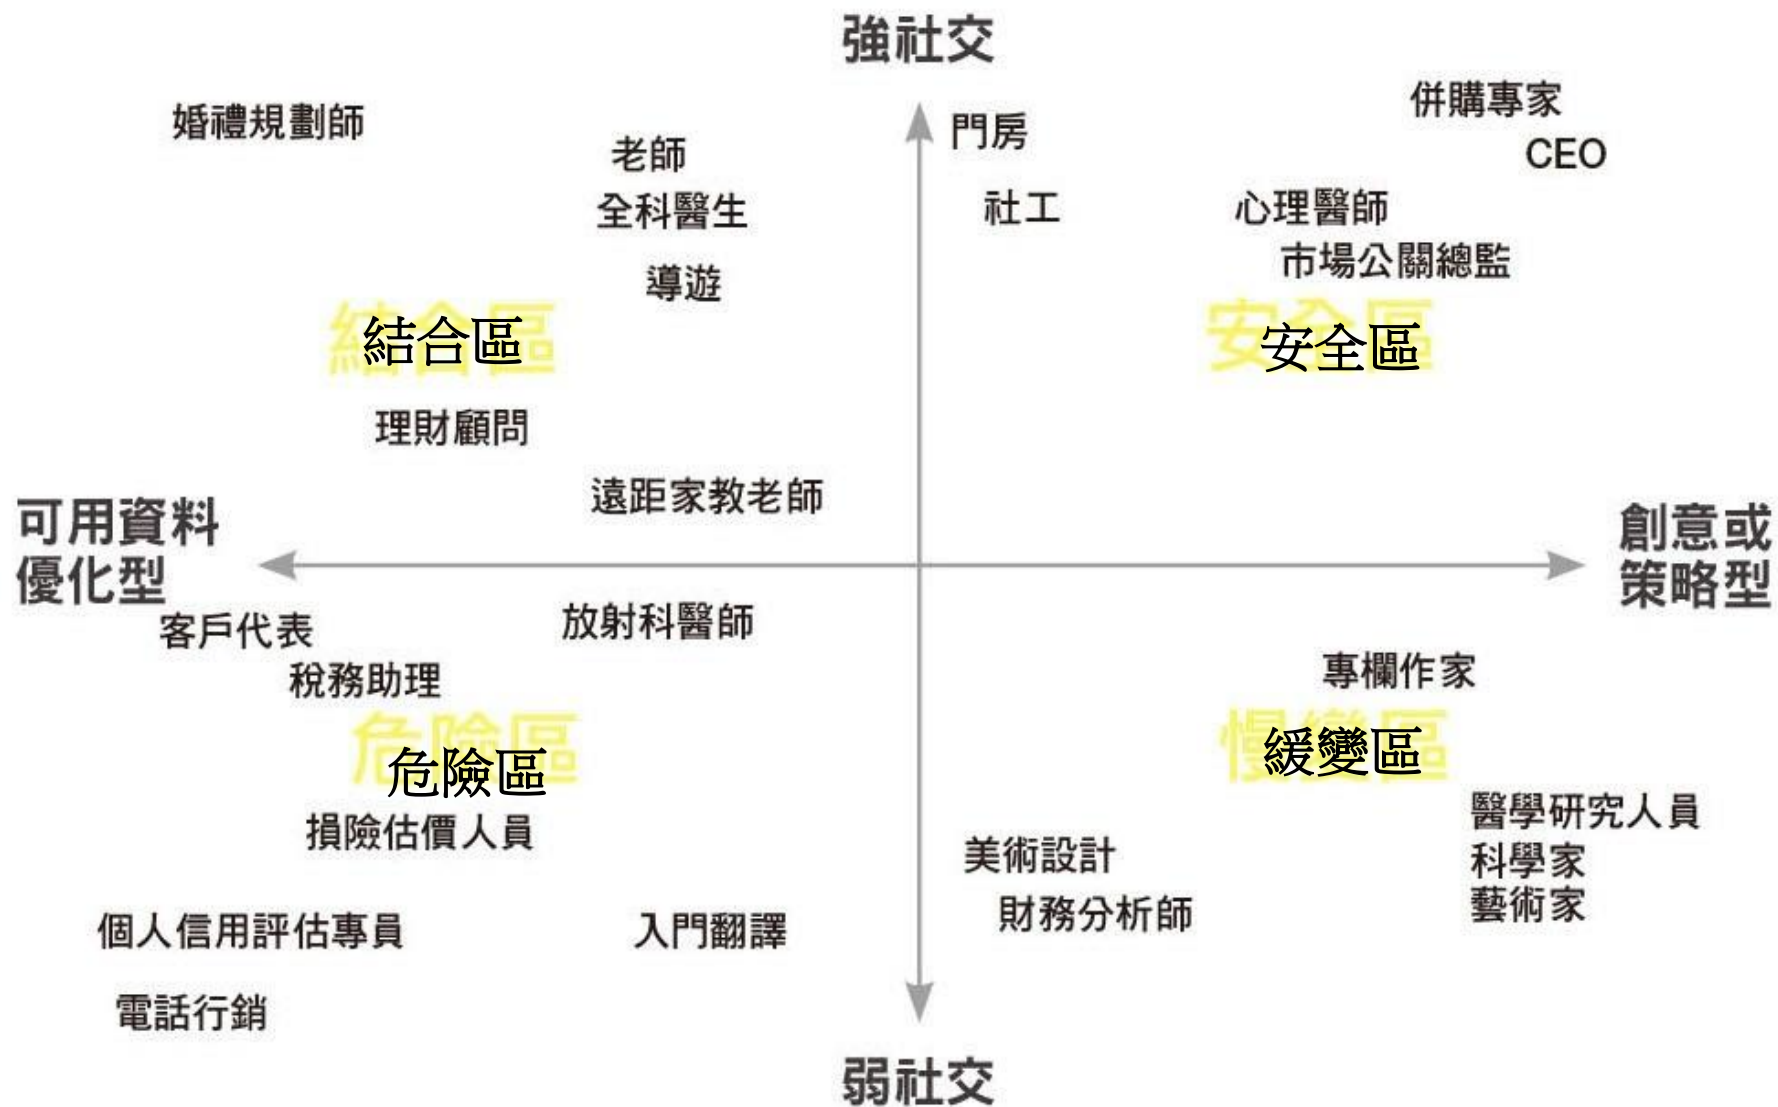 強社交
併購專家
婚禮規劃師
門房
老師
CEO
全科醫生
社工
心理醫師
市場公關總監
導遊
結合區
安全區
理財顧問
遠距家教老師
可用資料
優化型
創意或
策略型
客戶代表
放射科醫師
稅務助理
專欄作家
危險區
緩變區
損險估價人員
醫學研究人員
美術設計
科學家
藝術家
財務分析師
個人信用評估專員
入門翻譯
電話行銷
弱社交